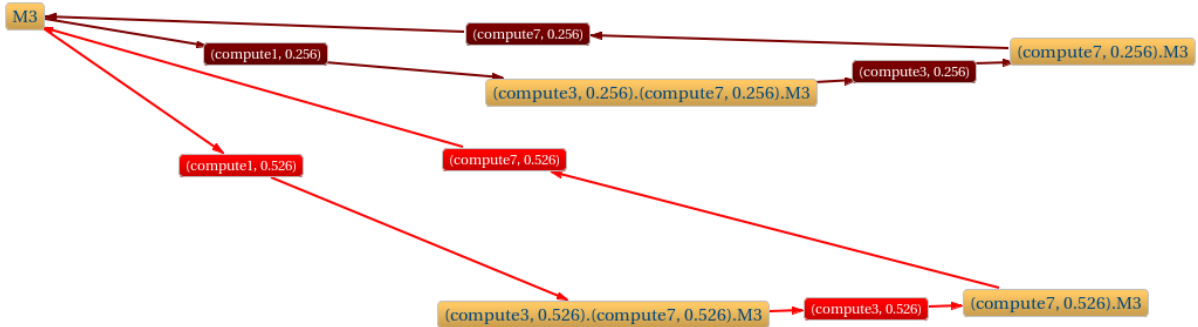 M3
(compute7, 0.256)
(compute1, 0.256)
(compute7, 0.256).M3
(compute3, 0.256)
(compute3, 0.256).(compute7, 0.256).M3
(compute7, 0.526)
(compute1, 0.526)
(compute7, 0.526).M3
(compute3, 0.526)
(compute3, 0.526).(compute7, 0.526).M3